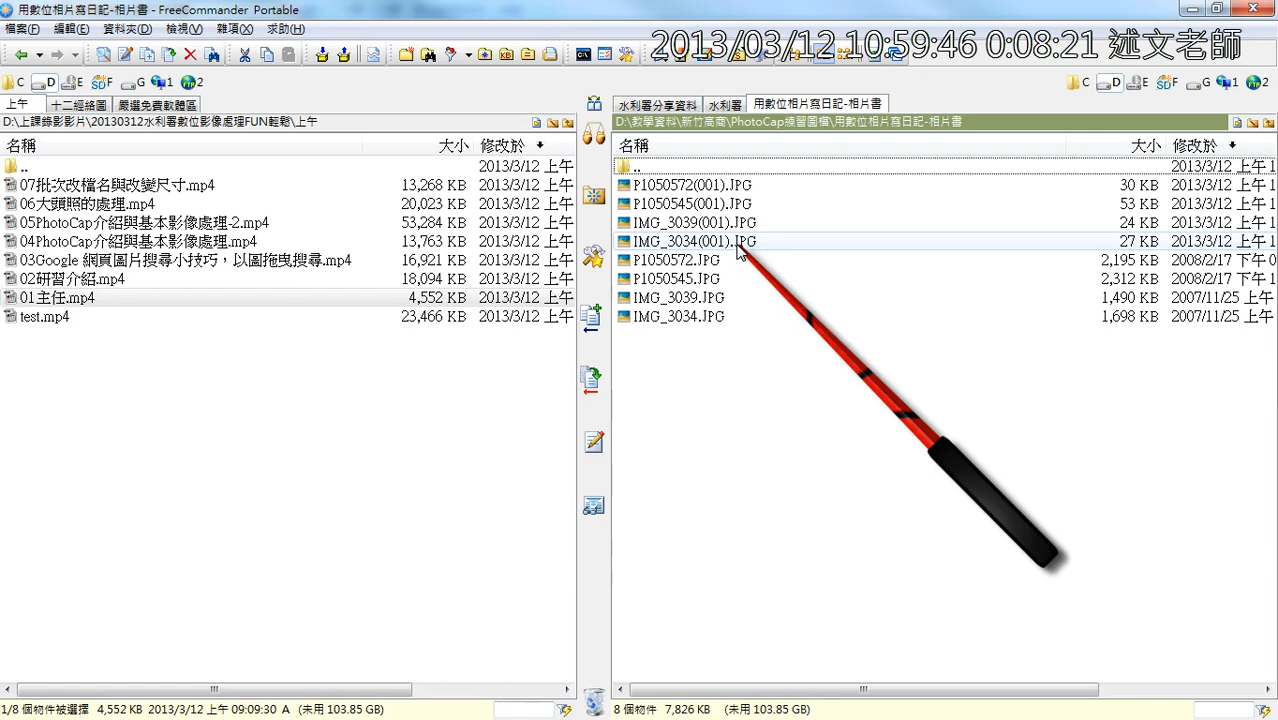 用數位相片寫日記-相片書 - FreeCommander Portable
檔案(F) 編輯(E) 資料夾(D) 檢視(V) 雜項(X) 求助(H)
2013/03/12 10:59:46 0:08:21 述文老師
C D E F G 1 2
C D E F G 1 2
上午 十二經絡圖 嚴選免費軟體區
水利署分享資料 水利署 用數位相片寫日記-相片書
D:\上課錄影影片\20130312水利署數位影像處理FUN輕鬆\上午
D:\教學資料\新竹高商\PhotoCap練習圖檔\用數位相片寫日記-相片書
名稱 大小 修改於
.. 2013/3/12 上午
07批次改檔名與改變尺寸.mp4 13,268 KB 2013/3/12 上午
06大頭照的處理.mp4 20,023 KB 2013/3/12 上午
05PhotoCap介紹與基本影像處理-2.mp4 53,284 KB 2013/3/12 上午
04PhotoCap介紹與基本影像處理.mp4 13,763 KB 2013/3/12 上午
03Google 網頁圖片搜尋小技巧，以圖拖曳搜尋.mp4 16,921 KB 2013/3/12 上午
02研習介紹.mp4 18,094 KB 2013/3/12 上午
01主任.mp4 4,552 KB 2013/3/12 上午
test.mp4 23,466 KB 2013/3/12 上午
名稱 大小 修改於
.. 2013/3/12 上午 1
P1050572(001).JPG 30 KB 2013/3/12 上午 1
P1050545(001).JPG 53 KB 2013/3/12 上午 1
IMG_3039(001).JPG 24 KB 2013/3/12 上午 1
IMG_3034(001).JPG 27 KB 2013/3/12 上午 1
P1050572.JPG 2,195 KB 2008/2/17 下午 0
P1050545.JPG 2,312 KB 2008/2/17 下午 1
IMG_3039.JPG 1,490 KB 2007/11/25 上午
IMG_3034.JPG 1,698 KB 2007/11/25 上午
1/8 個物件被選擇 4,552 KB 2013/3/12 上午 09:09:30 A (未用 103.85 GB)
8 個物件 7,826 KB (未用 103.85 GB)